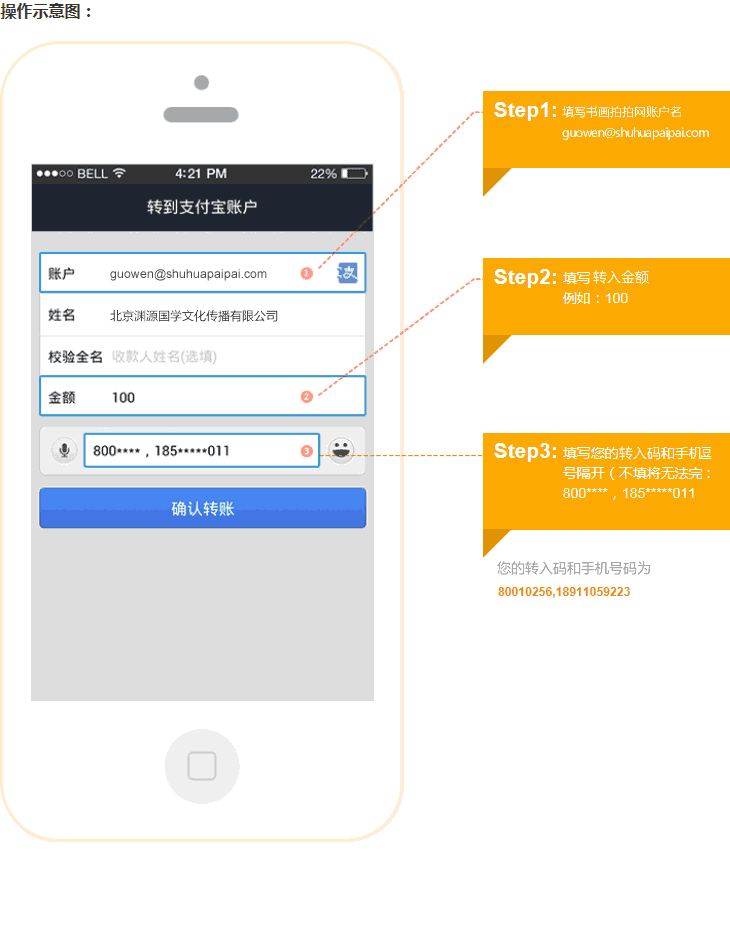 操作示意图：
BELL 4:21 PM 22%
转到支付宝账户
账户 guowen@shuhuapaipai.com 1 支
姓名 北京渊源国学文化传播有限公司
校验全名 收款人姓名(选填)
金额 100 2
800****，185*****011 3
确认转账
Step1: 填写书画拍拍网账户名
guowen@shuhuapaipai.com
Step2: 填写 转入金额
例如：100
Step3: 填写您的转入码和手机
号隔开（不填将无法完：
800****，185*****011
您的转入码和手机号码为
80010256,18911059223